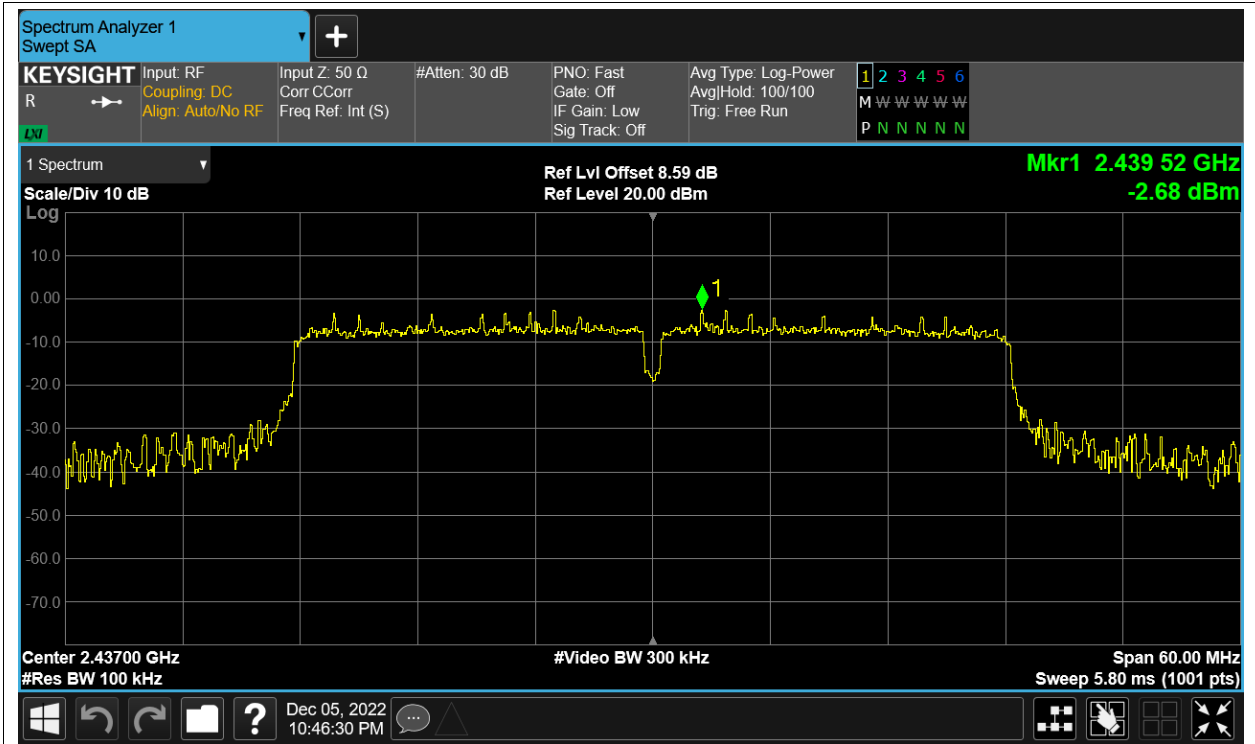 Spectrum Analyzer 1
Swept SA
KEYSIGHT
R
LXI
Input: RF
Coupling: DC
Align: Auto/No RF
Input Z: 50 Ω
Corr CCorr
Freq Ref: Int (S)
#Atten: 30 dB
PNO: Fast
Gate: Off
IF Gain: Low
Sig Track: Off
Avg Type: Log-Power
Avg|Hold: 100/100
Trig: Free Run
1 2 3 4 5 6
M W W W W W
P N N N N N
1 Spectrum
Scale/Div 10 dB
Ref Lvl Offset 8.59 dB
Ref Level 20.00 dBm
Mkr1 2.439 52 GHz
-2.68 dBm
Log
10.0
0.00
-10.0
-20.0
-30.0
-40.0
-50.0
-60.0
-70.0
1
Center 2.43700 GHz
#Res BW 100 kHz
#Video BW 300 kHz
Span 60.00 MHz
Sweep 5.80 ms (1001 pts)
?
Dec 05, 2022
10:46:30 PM